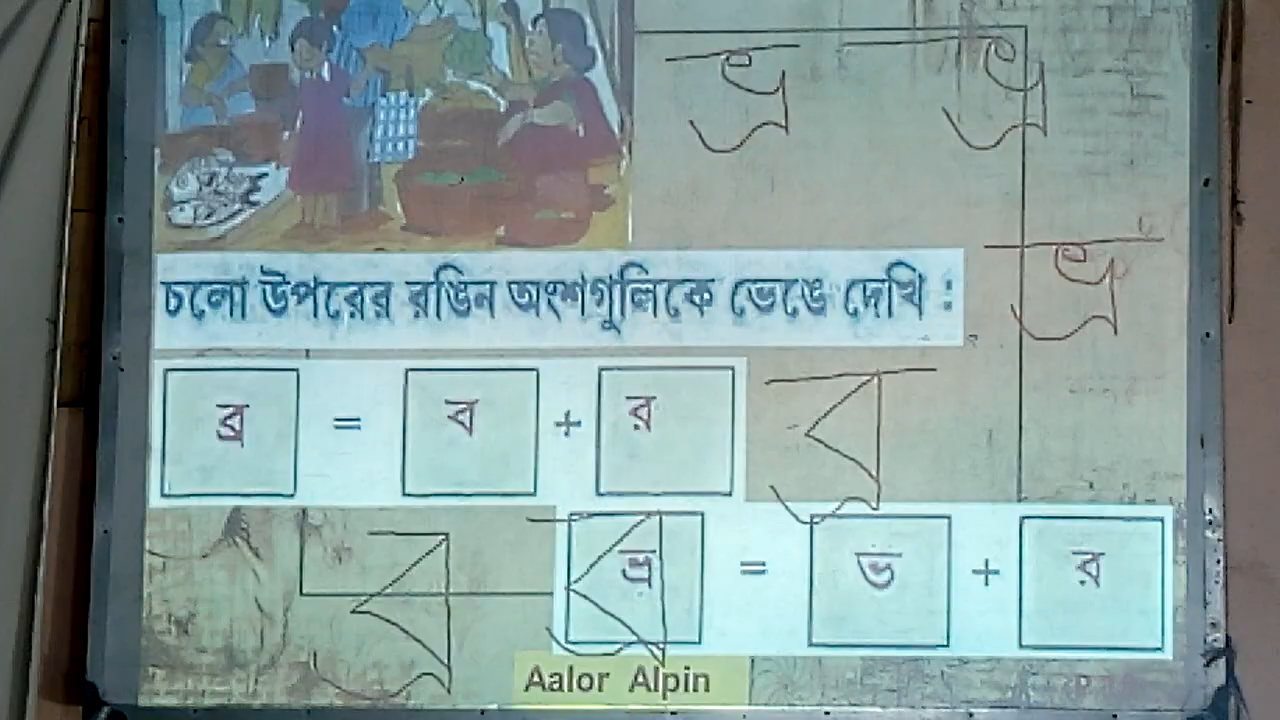 প্র প্র
প্র
চলো উপরের রঙিন অংশগুলিকে ভেঙে দেখি :
ব্র = ব + র ব্র
ব্র ব্র ভ্র = ভ + র
Aalor Alpin